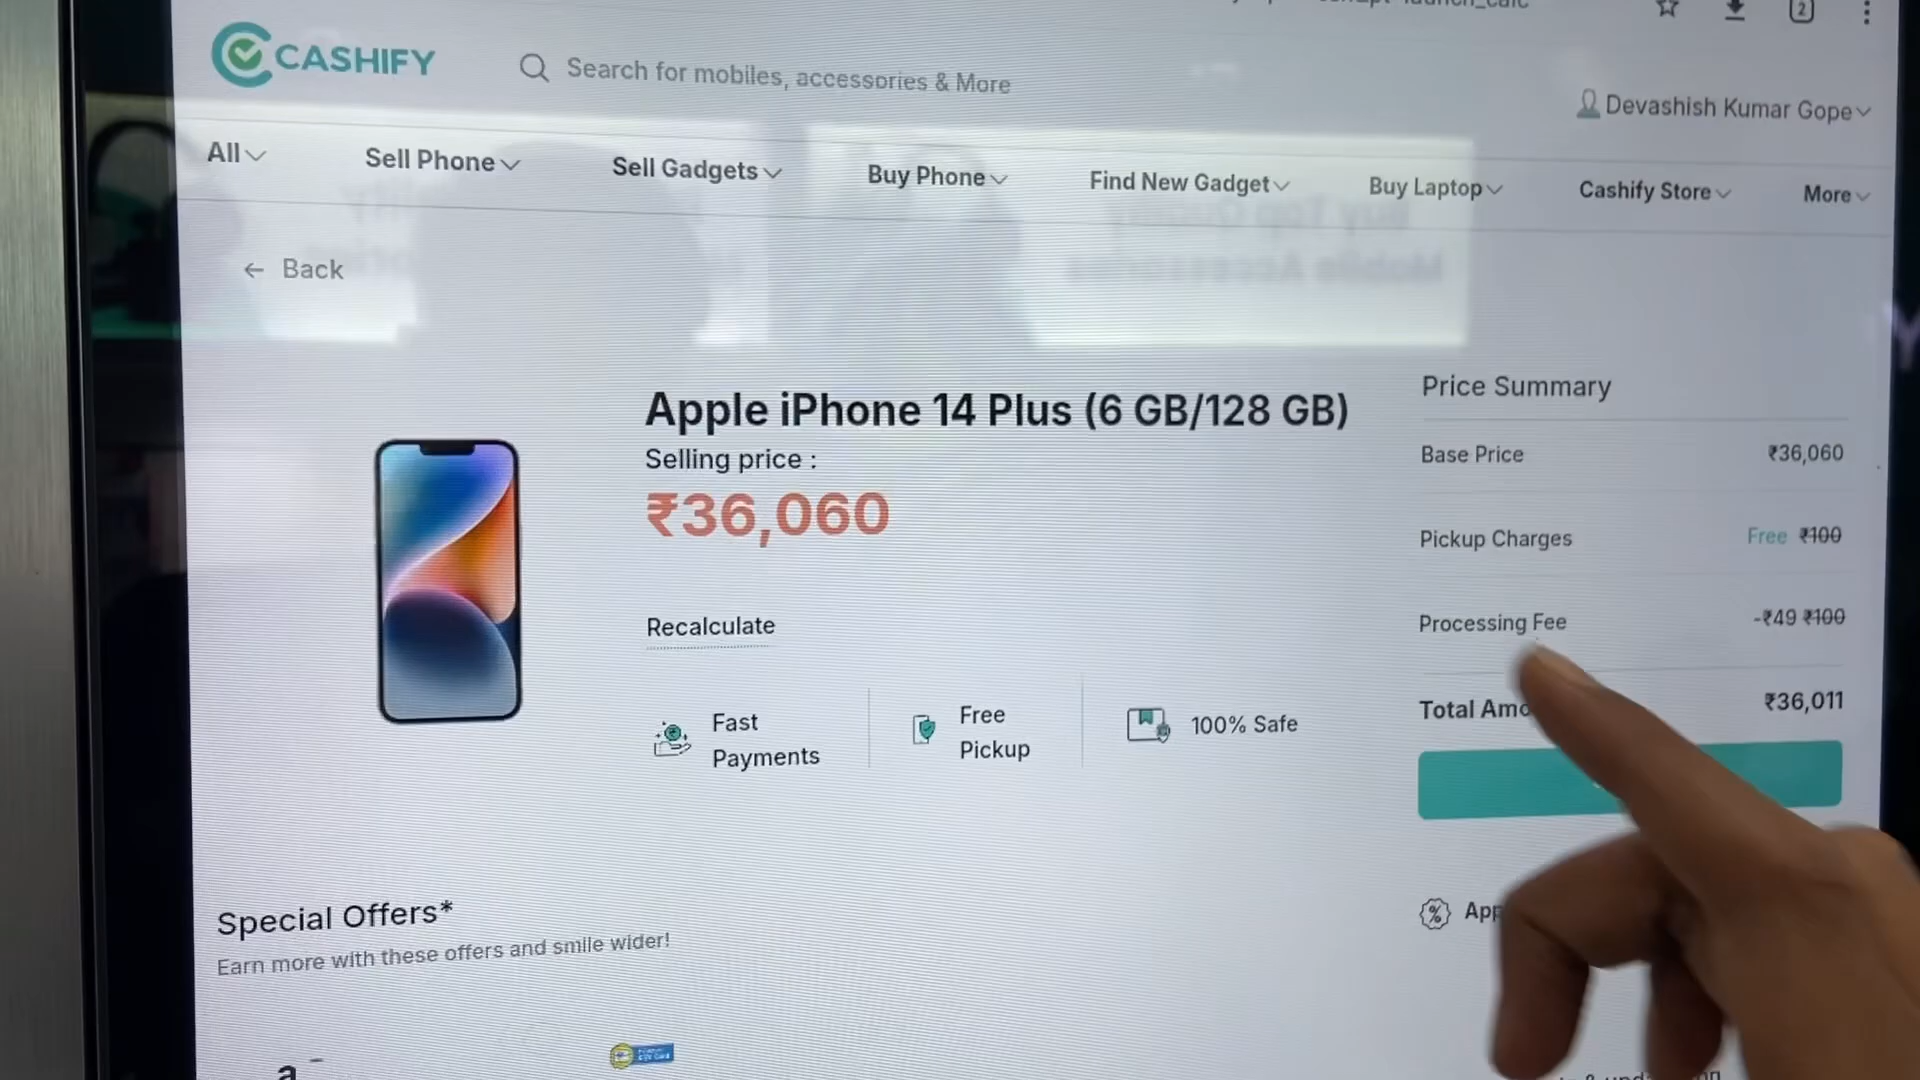 CASHIFY
Search for mobiles, accessories & More
Devashish Kumar Gope
All
Sell Phone
Sell Gadgets
Buy Phone
Find New Gadget
Buy Laptop
Cashify Store
More
← Back
Apple iPhone 14 Plus (6 GB/128 GB)
Selling price :
₹36,060
Recalculate
Fast
Payments
Free
Pickup
100% Safe
Price Summary
Base Price ₹36,060
Pickup Charges Free ₹100
Processing Fee -₹49 ₹100
Total Amo ₹36,011
App
Special Offers*
Earn more with these offers and smile wider!